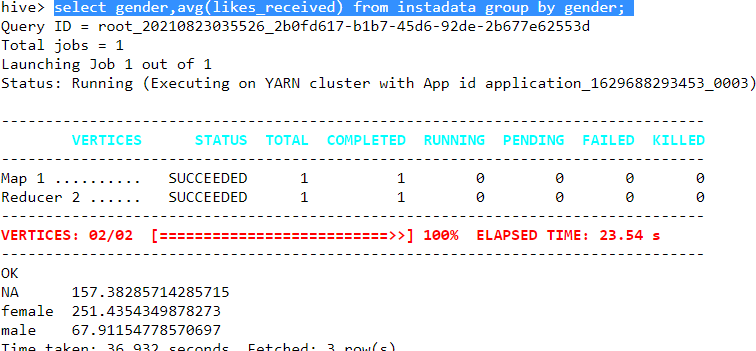 hive> select gender,avg(likes_received) from instadata group by gender;
Query ID = root_20210823035526_2b0fd617-b1b7-45d6-92de-2b677e62553d
Total jobs = 1
Launching Job 1 out of 1
Status: Running (Executing on YARN cluster with App id application_1629688293453_0003)
--------------------------------------------------------------------------------
VERTICES STATUS TOTAL COMPLETED RUNNING PENDING FAILED KILLED
--------------------------------------------------------------------------------
Map 1 .......... SUCCEEDED 1 1 0 0 0 0
Reducer 2 ...... SUCCEEDED 1 1 0 0 0 0
--------------------------------------------------------------------------------
VERTICES: 02/02 [==========================>>] 100% ELAPSED TIME: 23.54 s
--------------------------------------------------------------------------------
OK
NA 157.38285714285715
female 251.4354349878273
male 67.91154778570697
Time taken: 36.932 seconds, Fetched: 3 row(s)